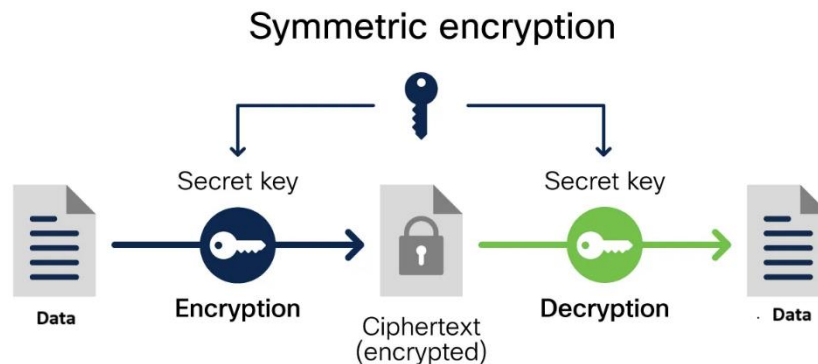 Symmetric encryption
Secret key
Secret key
Data
Encryption
Ciphertext
(encrypted)
Decryption
. Data